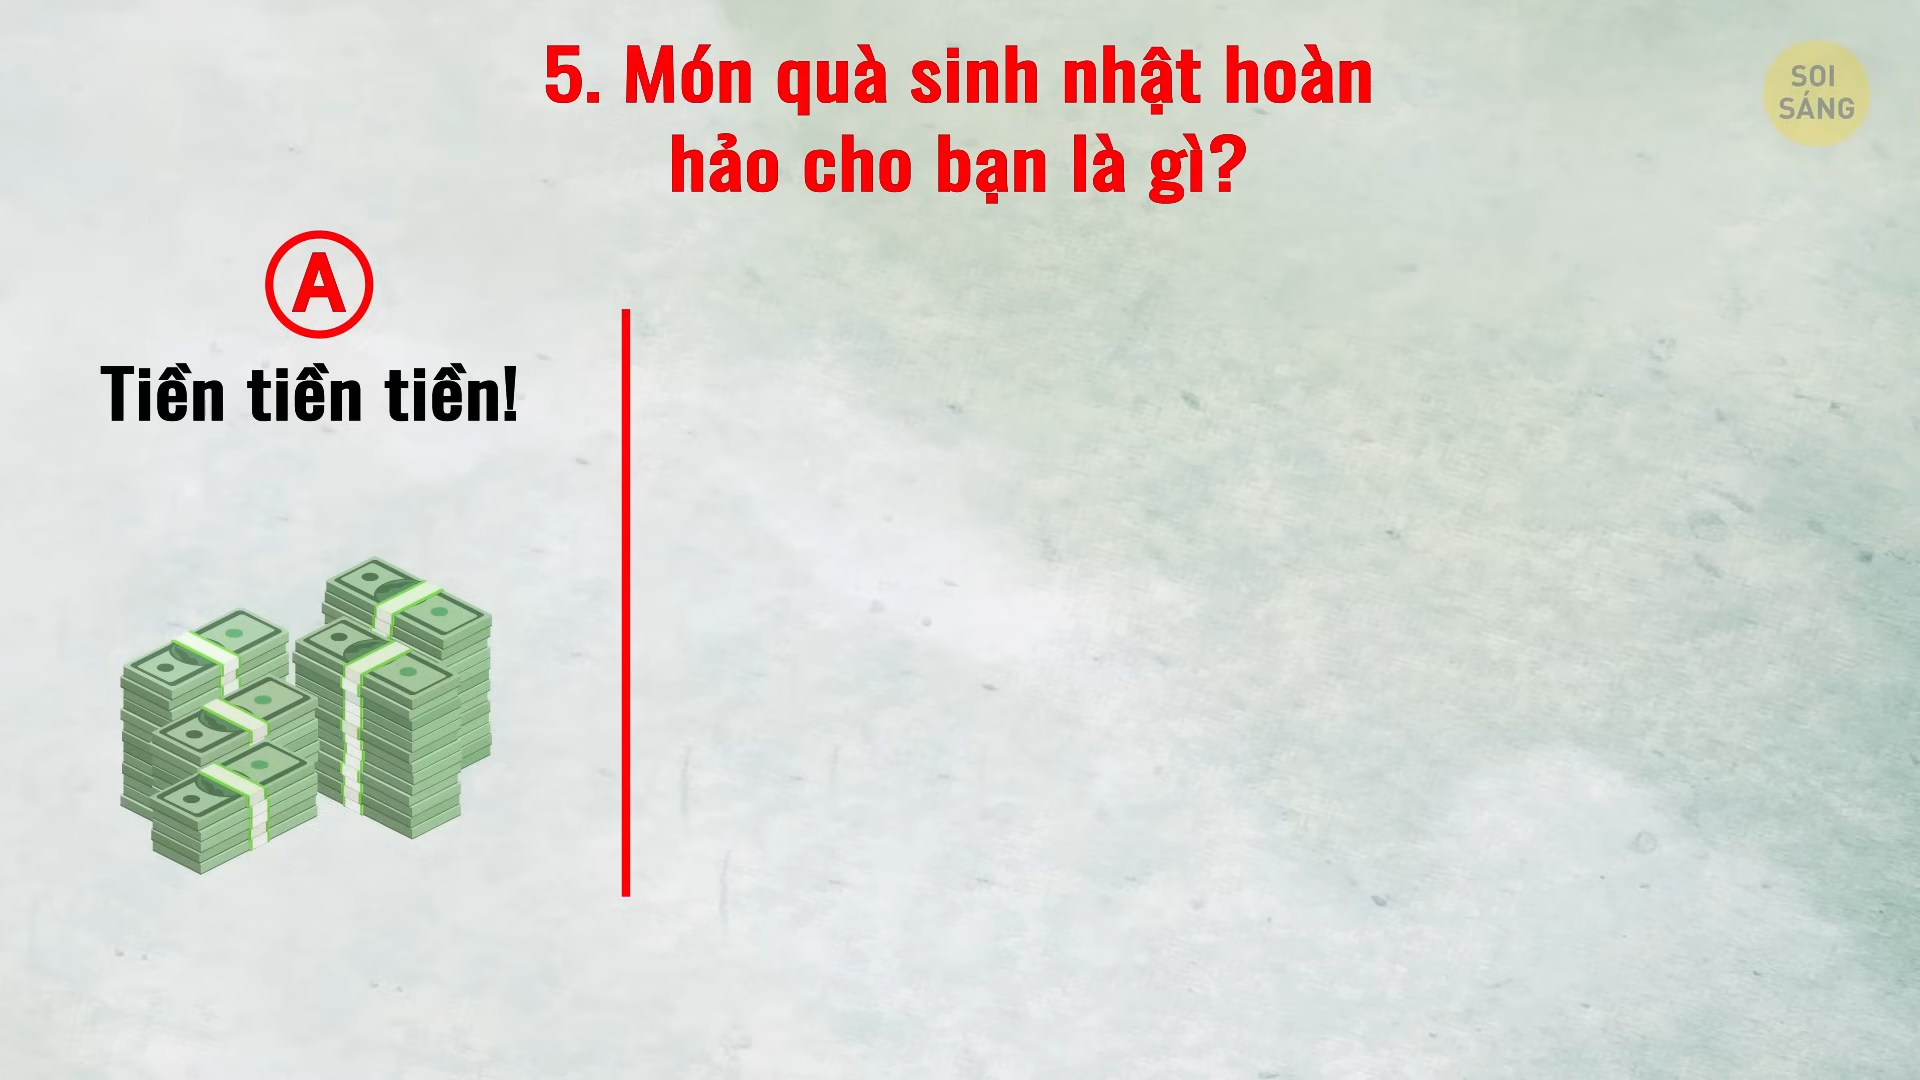 5. Món quà sinh nhật hoàn
hảo cho bạn là gì?
SOI
SÁNG
A
Tiền tiền tiền!